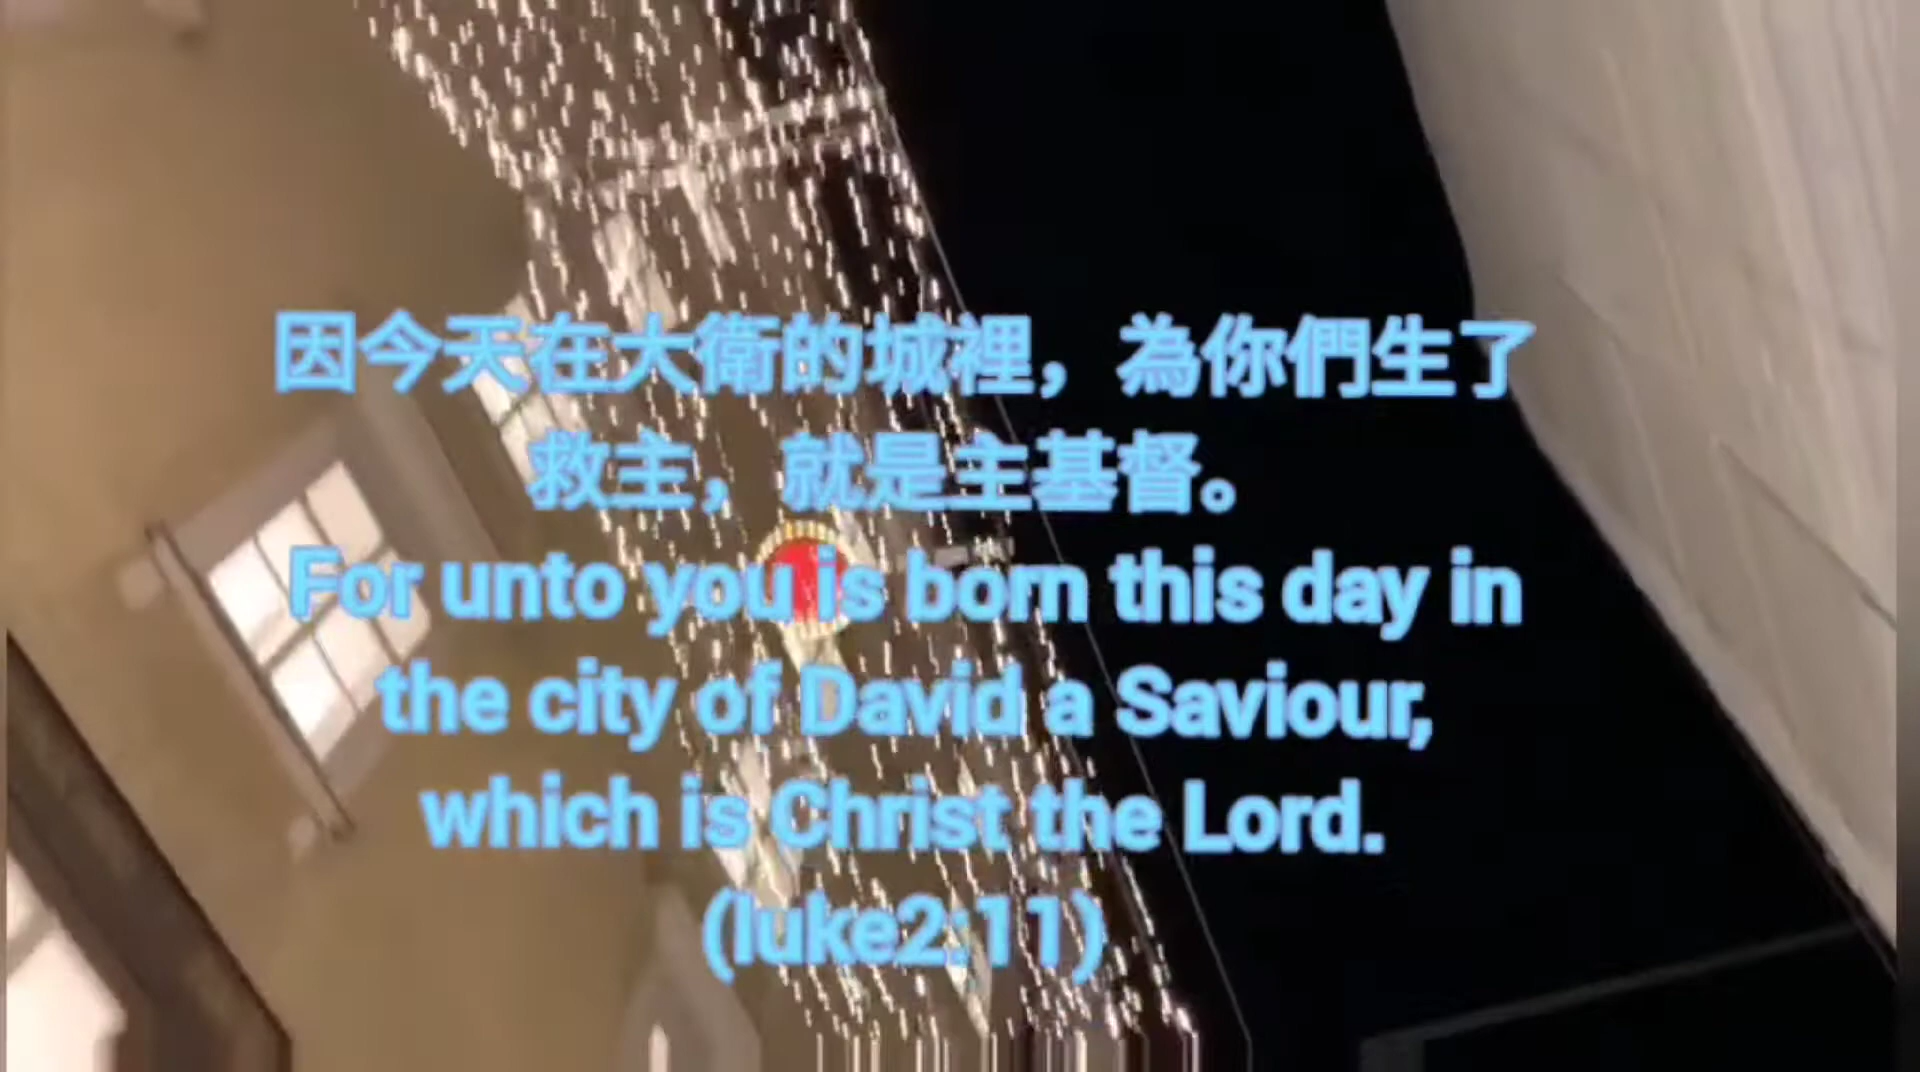 因今天在大衛的城裡，為你們生了
救主，就是主基督。
For unto you is born this day in
the city of David a Saviour,
which is Christ the Lord.
(luke2:11)